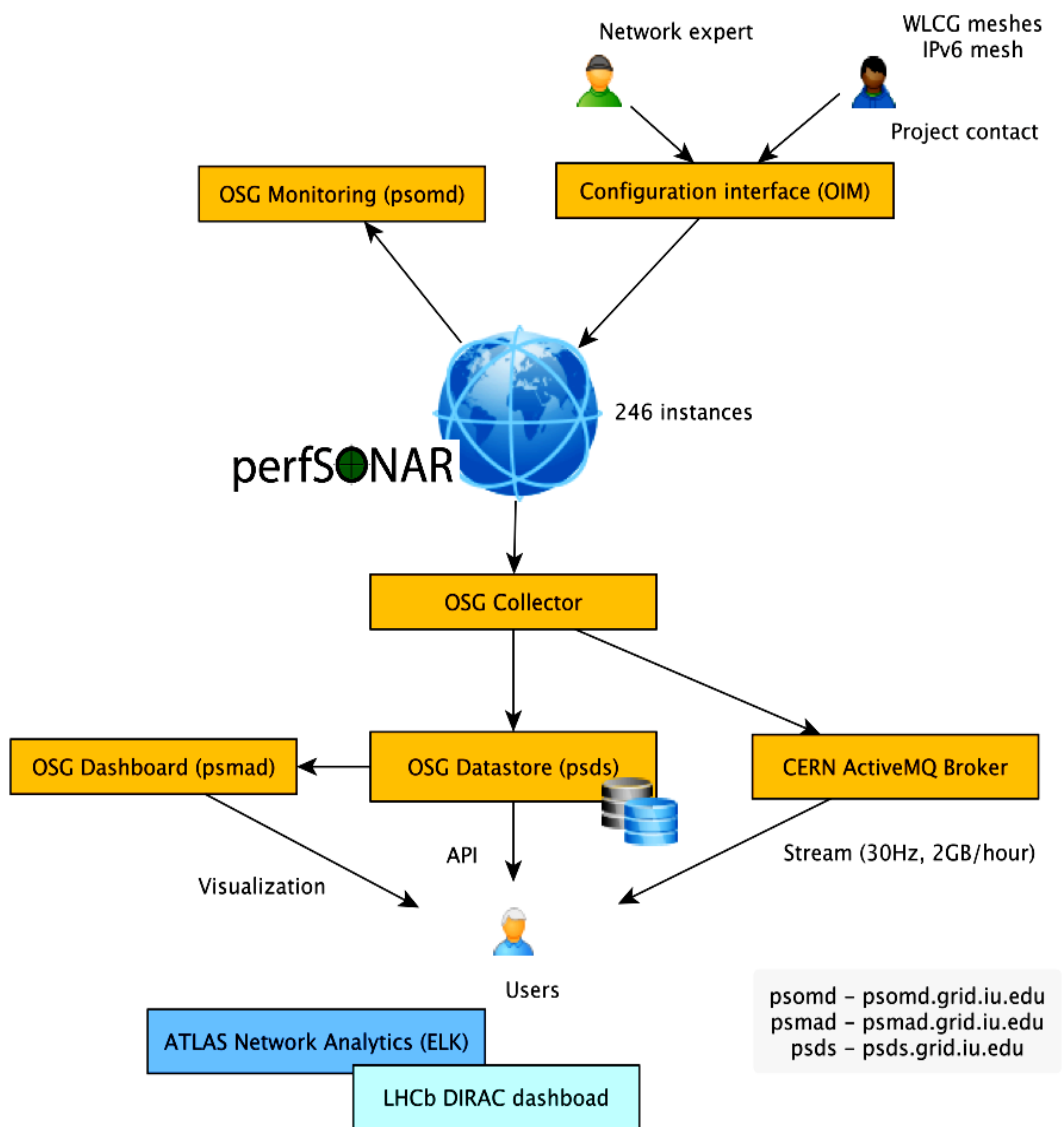 Network expert
WLCG meshes
IPv6 mesh
Project contact
OSG Monitoring (psomd)
Configuration interface (OIM)
246 instances
perfSONAR
OSG Collector
OSG Dashboard (psmad)
OSG Datastore (psds)
CERN ActiveMQ Broker
API
Stream (30Hz, 2GB/hour)
Visualization
Users
psomd – psomd.grid.iu.edu
psmad – psmad.grid.iu.edu
psds – psds.grid.iu.edu
ATLAS Network Analytics (ELK)
LHCb DIRAC dashboad